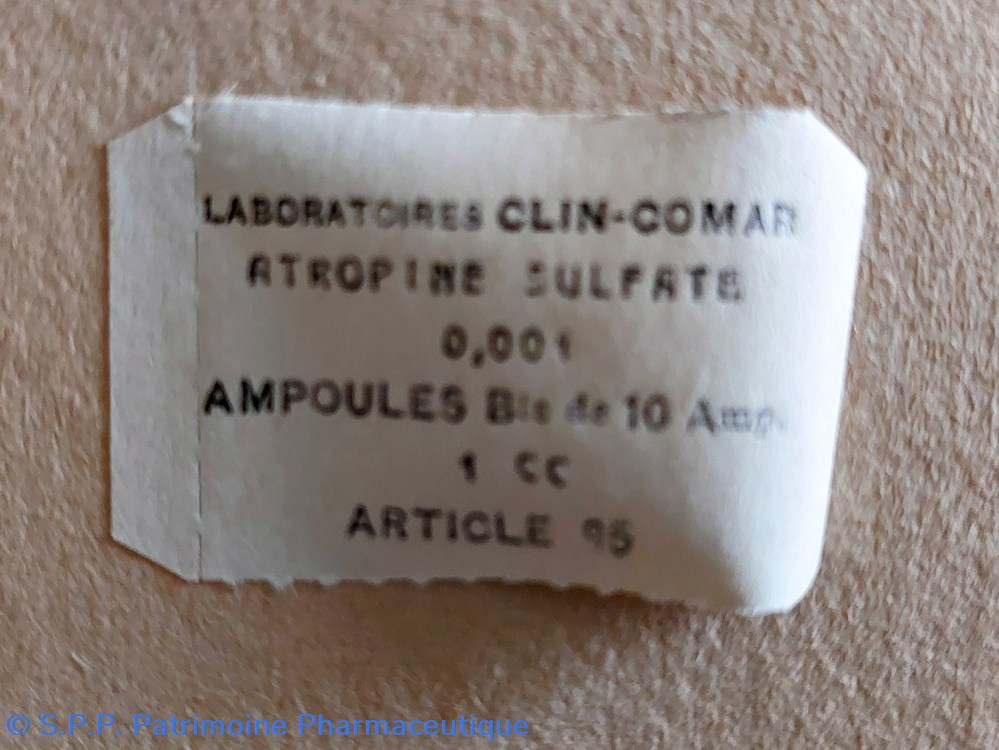 LABORATOIRES CLIN-COMAR
ATROPINE SULFATE
0,001
AMPOULES Bte de 10 Amp.
1 CC
ARTICLE 95
© S.P.P. Patrimoine Pharmaceutique